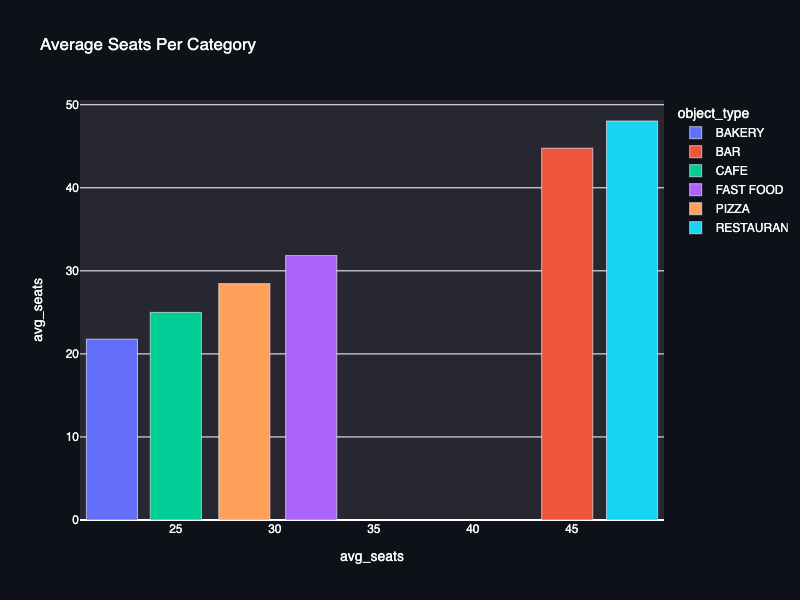 Average Seats Per Category
50
40
30
20
10
0
avg_seats
25
30
35
40
45
avg_seats
object_type
BAKERY
BAR
CAFE
FAST FOOD
PIZZA
RESTAURAN